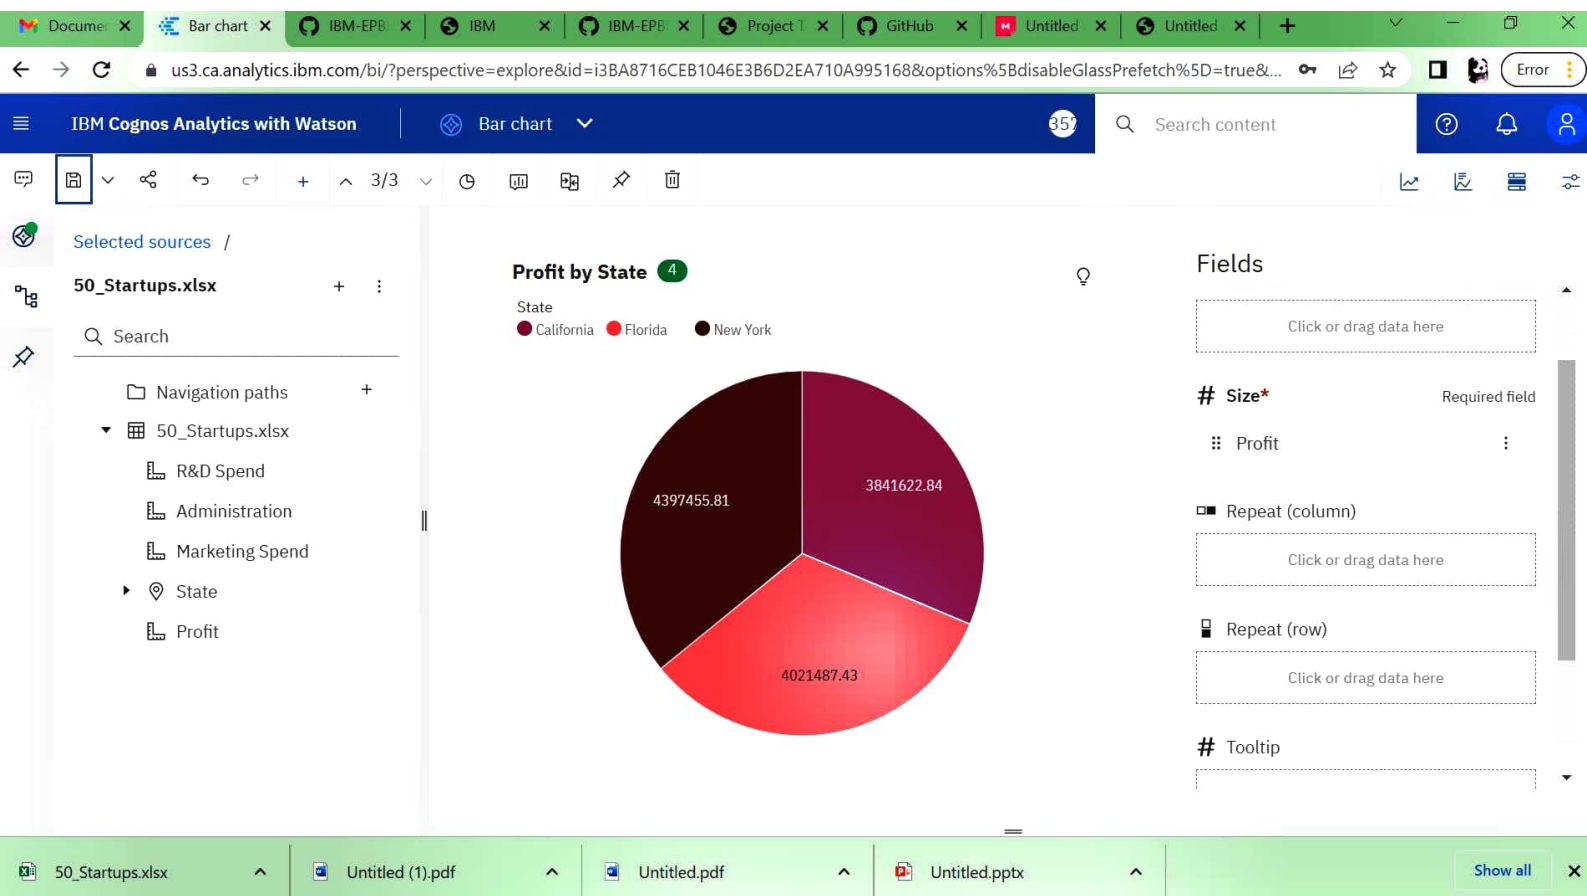 Documen
Bar chart
IBM-EPB
IBM
IBM-EPB
Project T
GitHub
Untitled
Untitled
us3.ca.analytics.ibm.com/bi/?perspective=explore&id=i3BA8716CEB1046E3B6D2EA710A995168&options%5BdisableGlassPrefetch%5D=true&...
Error
IBM Cognos Analytics with Watson
Bar chart
357
Search content
3/3
Selected sources /
50_Startups.xlsx
Search
Navigation paths
50_Startups.xlsx
R&D Spend
Administration
Marketing Spend
State
Profit
Profit by State 4
State
California Florida New York
4397455.81
3841622.84
4021487.43
Fields
Click or drag data here
# Size* Required field
Profit
Repeat (column)
Click or drag data here
Repeat (row)
Click or drag data here
# Tooltip
50_Startups.xlsx
Untitled (1).pdf
Untitled.pdf
Untitled.pptx
Show all